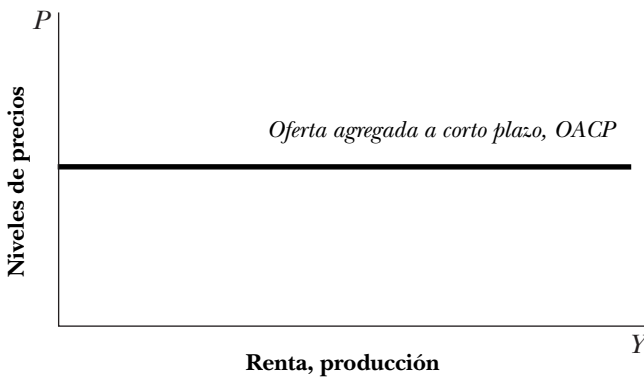 P
Niveles de precios
Oferta agregada a corto plazo, OACP
Y
Renta, producción